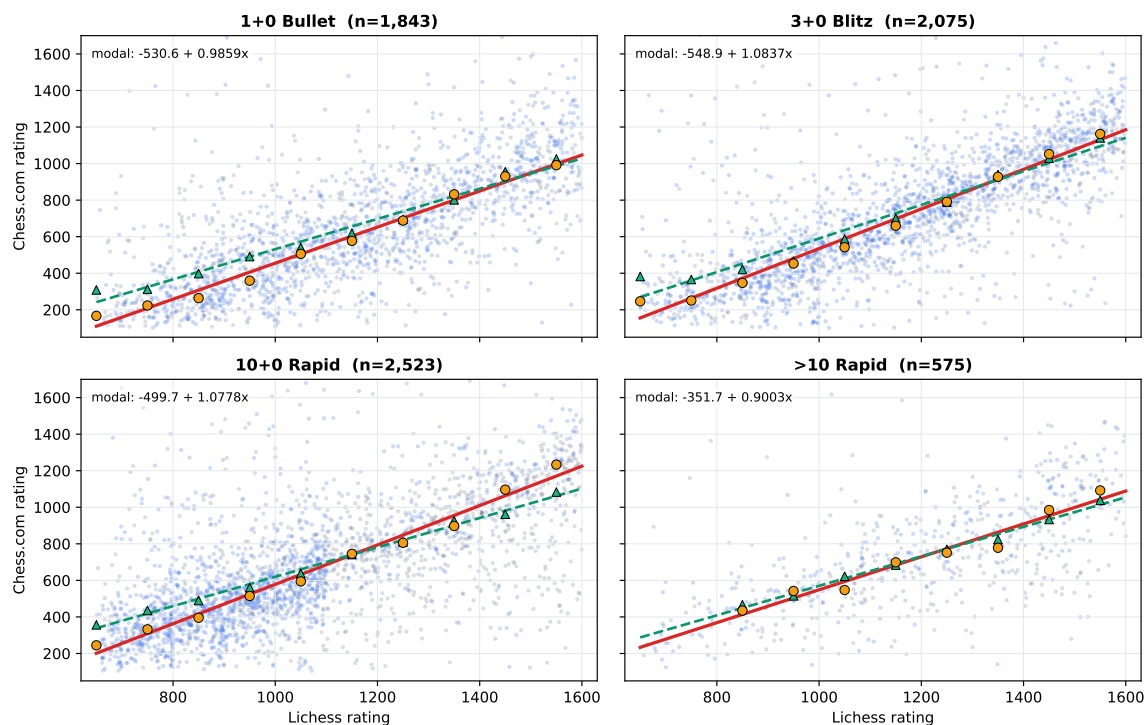 1+0 Bullet (n=1,843)
3+0 Blitz (n=2,075)
modal: -530.6 + 0.9859x
modal: -548.9 + 1.0837x
1600
1400
1200
1000
800
600
400
200
Chess.com rating
10+0 Rapid (n=2,523)
>10 Rapid (n=575)
modal: -499.7 + 1.0778x
modal: -351.7 + 0.9003x
1600
1400
1200
1000
800
600
400
200
Chess.com rating
800 1000 1200 1400 1600
800 1000 1200 1400 1600
Lichess rating
Lichess rating